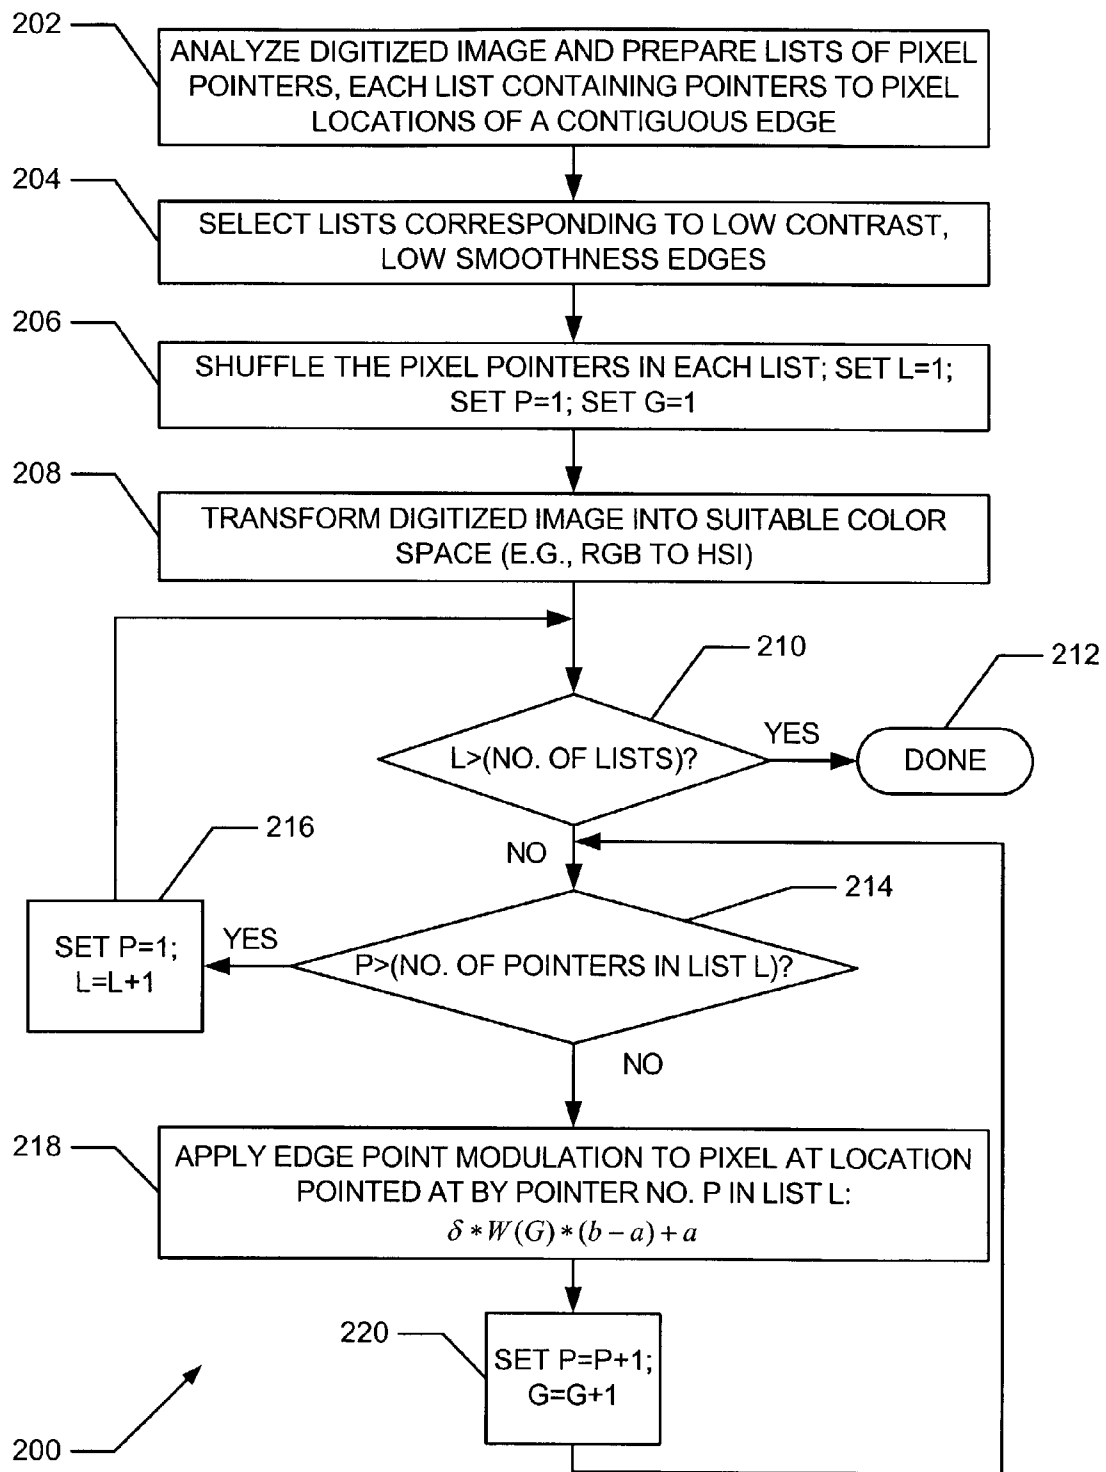 202
ANALYZE DIGITIZED IMAGE AND PREPARE LISTS OF PIXEL
POINTERS, EACH LIST CONTAINING POINTERS TO PIXEL
LOCATIONS OF A CONTIGUOUS EDGE
204
SELECT LISTS CORRESPONDING TO LOW CONTRAST,
LOW SMOOTHNESS EDGES
206
SHUFFLE THE PIXEL POINTERS IN EACH LIST; SET L=1;
SET P=1; SET G=1
208
TRANSFORM DIGITIZED IMAGE INTO SUITABLE COLOR
SPACE (E.G., RGB TO HSI)
210
212
L>(NO. OF LISTS)?
YES
DONE
NO
216
214
SET P=1;
L=L+1
YES
P>(NO. OF POINTERS IN LIST L)?
NO
218
APPLY EDGE POINT MODULATION TO PIXEL AT LOCATION
POINTED AT BY POINTER NO. P IN LIST L:
δ * W(G) * (b − a) + a
220
SET P=P+1;
G=G+1
200